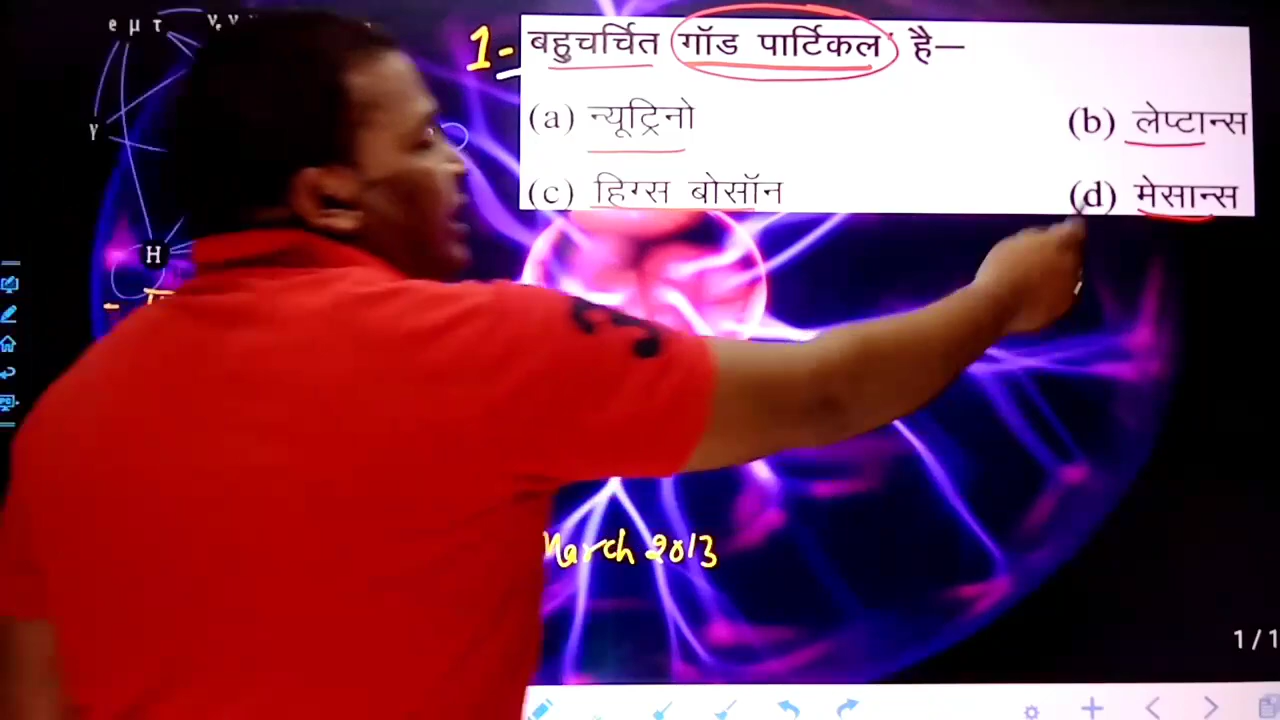 e μ τ
γ
H
1- बहुचर्चित 'गॉड पार्टिकल' है—
(a) न्यूट्रिनो (b) लेप्टान्स
(c) हिग्स बोसॉन (d) मेसान्स
March 2013
1 / 1